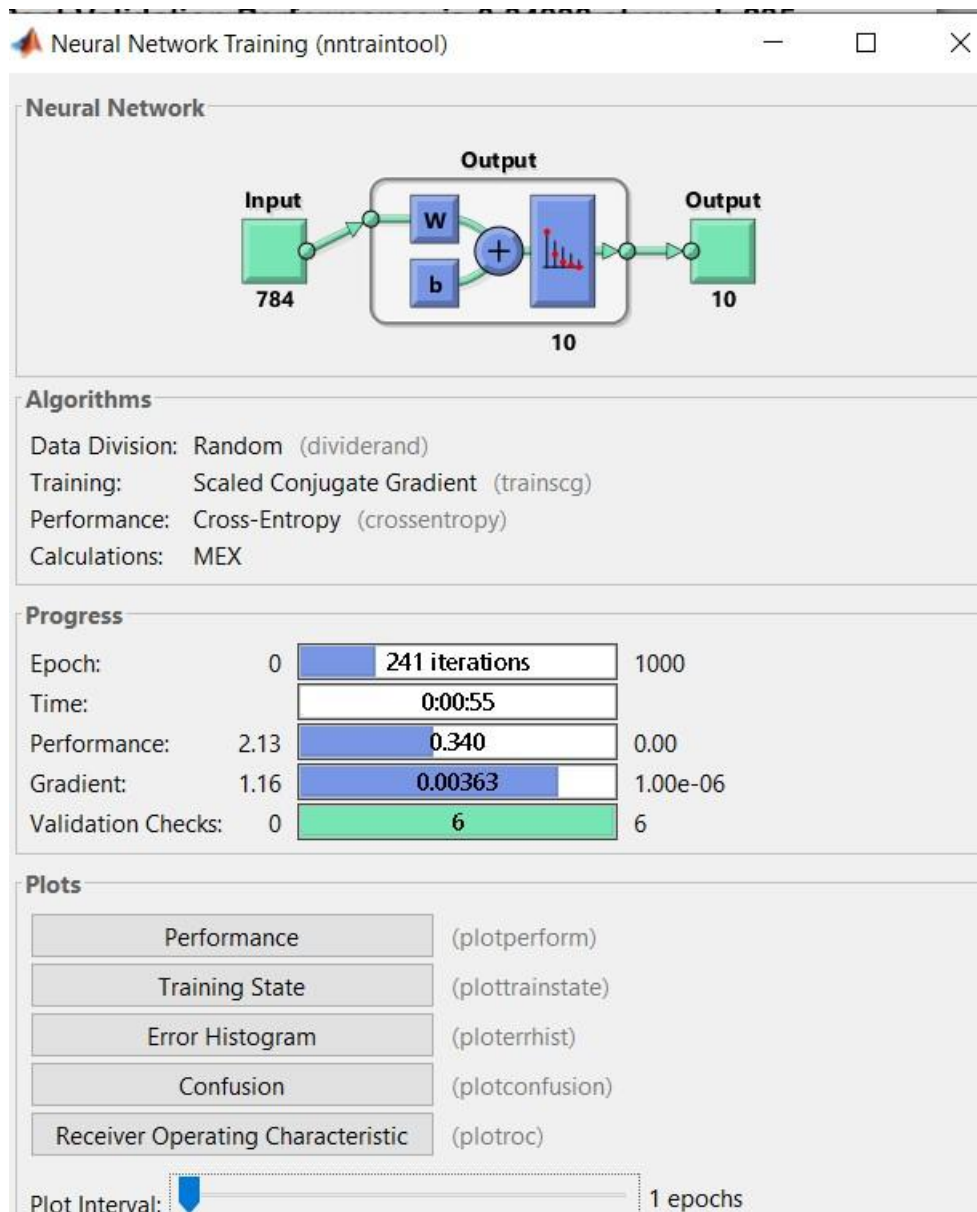 Neural Network Training (nntraintool)
Neural Network
Output
Input
Output
W
b
784
10
10
Algorithms
Data Division: Random (dividerand)
Training: Scaled Conjugate Gradient (trainscg)
Performance: Cross-Entropy (crossentropy)
Calculations: MEX
Progress
Epoch: 0 241 iterations 1000
Time: 0:00:55
Performance: 2.13 0.340 0.00
Gradient: 1.16 0.00363 1.00e-06
Validation Checks: 0 6 6
Plots
Performance (plotperform)
Training State (plottrainstate)
Error Histogram (ploterrhist)
Confusion (plotconfusion)
Receiver Operating Characteristic (plotroc)
Plot Interval: 1 epochs